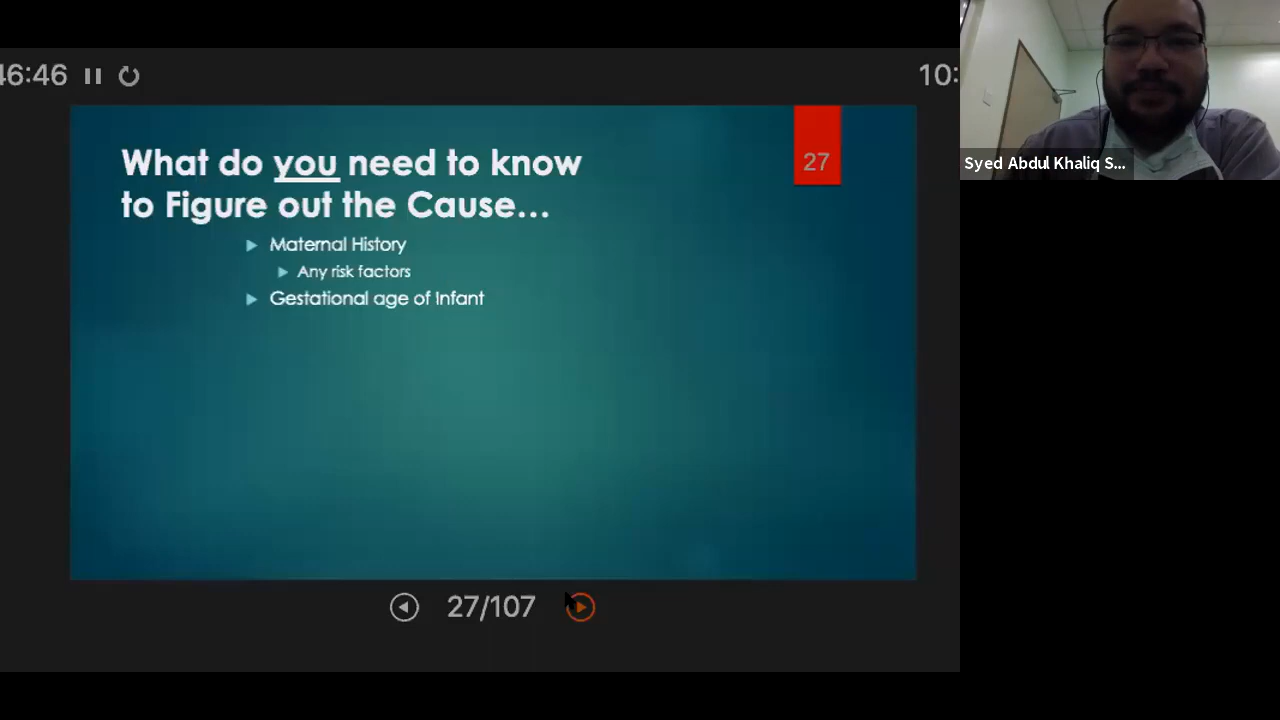 46:46
10:
What do you need to know
27
to Figure out the Cause...
Maternal History
Any risk factors
Gestational age of Infant
27/107
Syed Abdul Khaliq S...